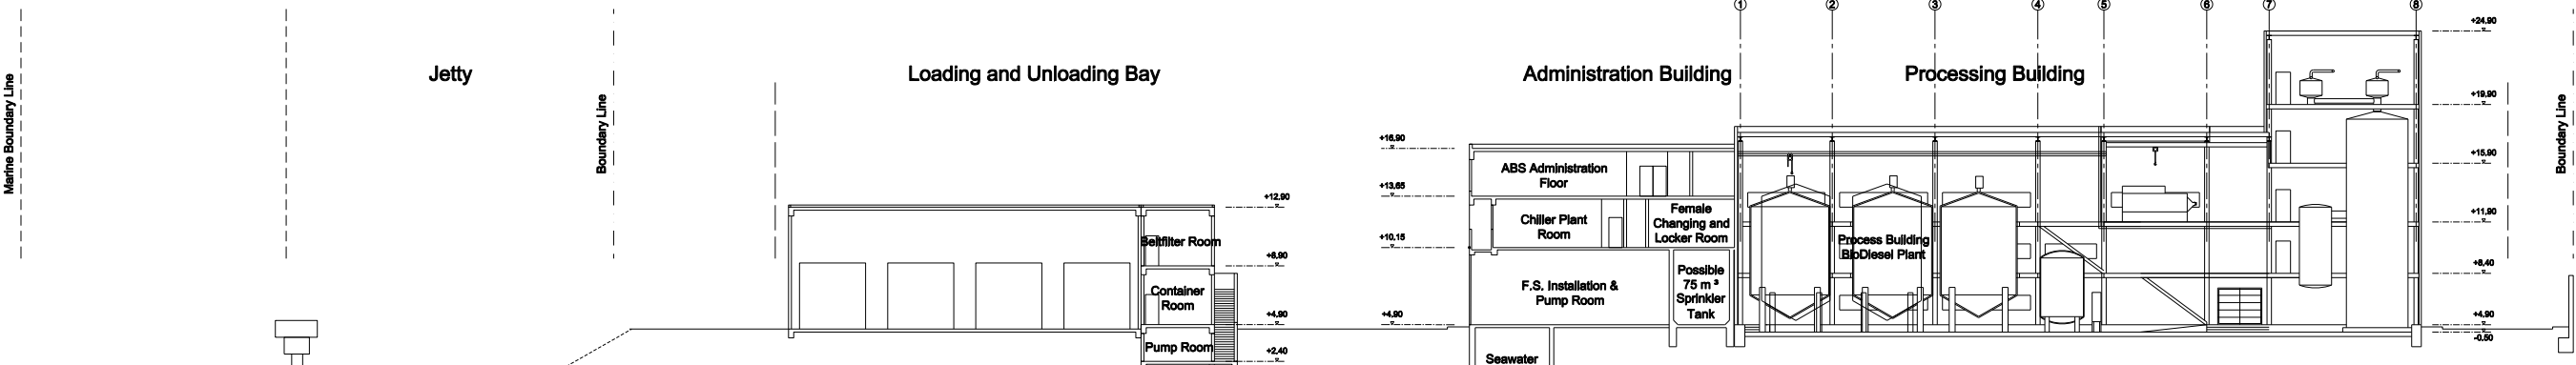 1 2 3 4 5 6 7 8
+24.90
Marine Boundary Line
Jetty
Boundary Line
Loading and Unloading Bay
Administration Building
Processing Building
Boundary Line
+19.90
+16.90
+15.90
ABS Administration
Floor
+13.65
+12.90
Chiller Plant
Room
Female
Changing and
Locker Room
+11.90
Beltfilter Room
+10.15
Process Building
BioDiesel Plant
+8.90
+8.40
Container
Room
F.S. Installation &
Pump Room
Possible
75 m ³
Sprinkler
Tank
+4.90
+4.90
+4.90
-0.50
Pump Room
+2.40
Seawater